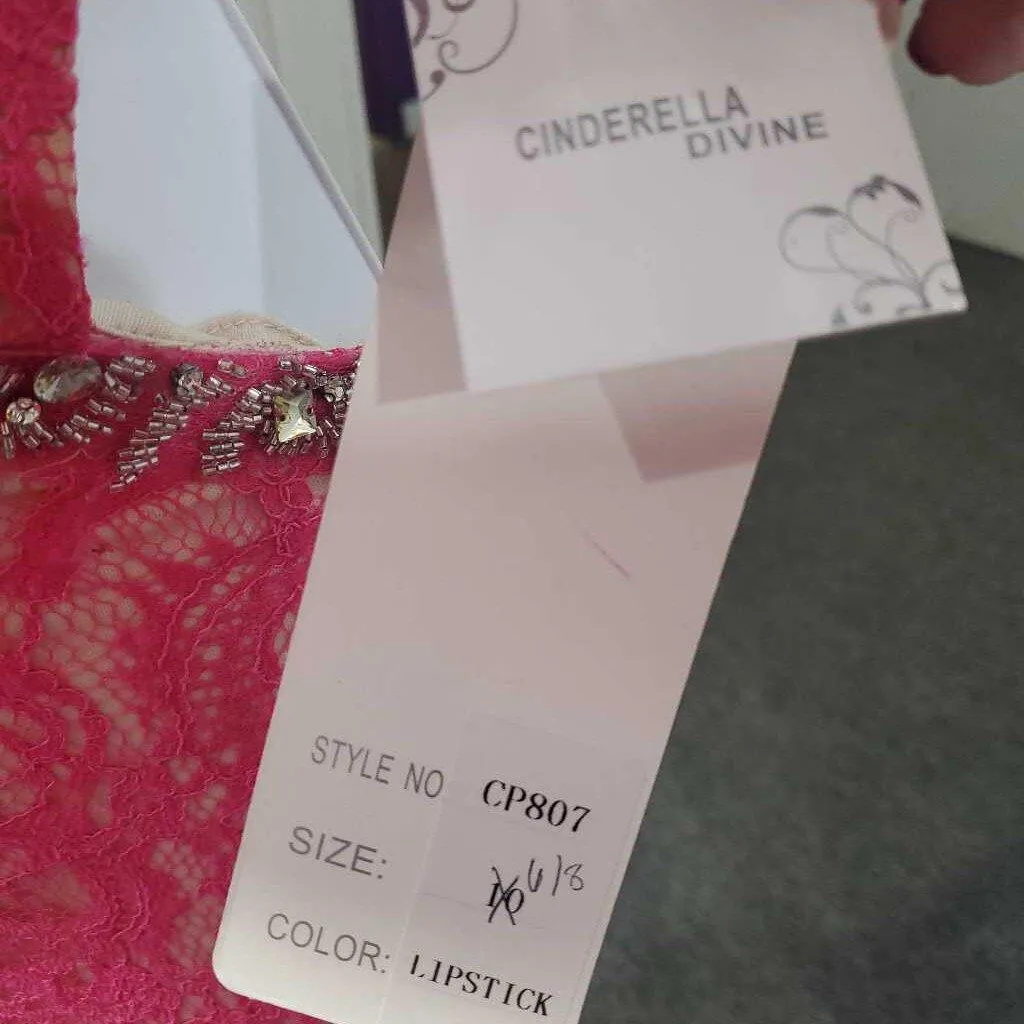 CINDERELLA
DIVINE
STYLE NO CP807
SIZE: 10 6/8
COLOR: LIPSTICK